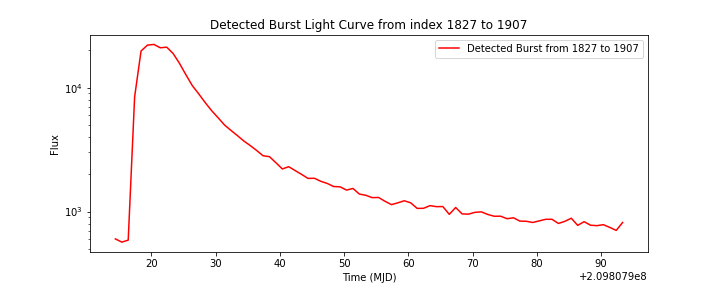 Detected Burst Light Curve from index 1827 to 1907
Detected Burst from 1827 to 1907
Flux
10^4
10^3
20 30 40 50 60 70 80 90
Time (MJD)
+2.098079e8